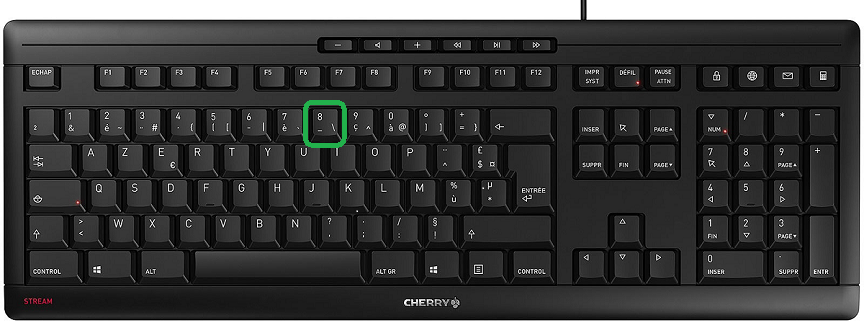 ECHAP F1 F2 F3 F4 F5 F6 F7 F8 F9 F10 F11 F12 IMPR SYST DÉFIL PAUSE ATTN
² 1 & 2 é ~ 3 " # 4 ' { 5 ( [ 6 - | 7 è ` 8 _ \ 9 ç ^ 0 à @ ° ) ] + = } INSER PAGE▲ NUM / * -
A Z E € R T Y U I O P ¨ ^ £ $ ¤ SUPPR FIN PAGE▼ 7 8 9 PAGE▲ +
Q S D F G H J K L M % ù µ * ENTRÉE 4 5 6
> < W X C V B N ? , . ; / : § ! 1 FIN 2 3 PAGE▼
CONTROL ALT ALT GR CONTROL 0 INSER . SUPPR ENTR
STREAM CHERRY